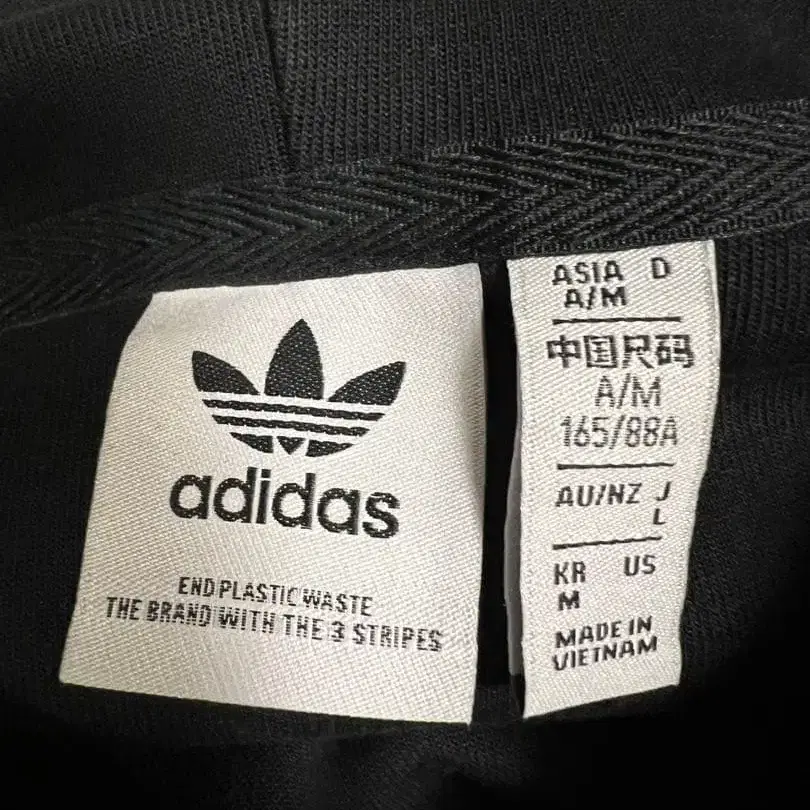 adidas
END PLASTIC WASTE
THE BRAND WITH THE 3 STRIPES
ASIA D
A/M
中国尺码
A/M
165/88A
AU/NZ J
L
KR US
M
MADE IN
VIETNAM